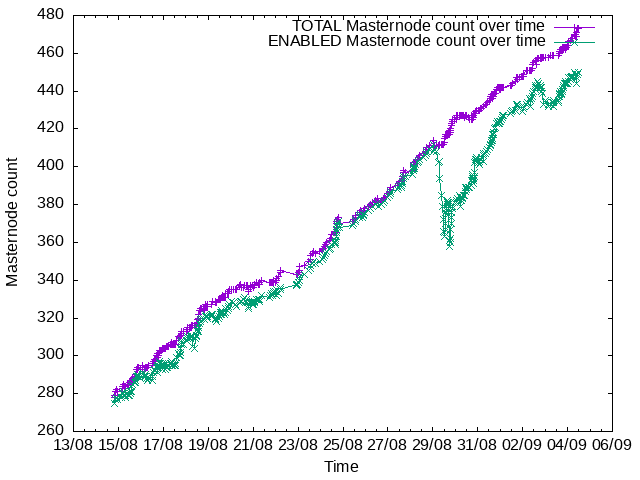 480
460
440
420
400
380
360
340
320
300
280
260
13/08 15/08 17/08 19/08 21/08 23/08 25/08 27/08 29/08 31/08 02/09 04/09 06/09
Masternode count
Time
TOTAL Masternode count over time
ENABLED Masternode count over time